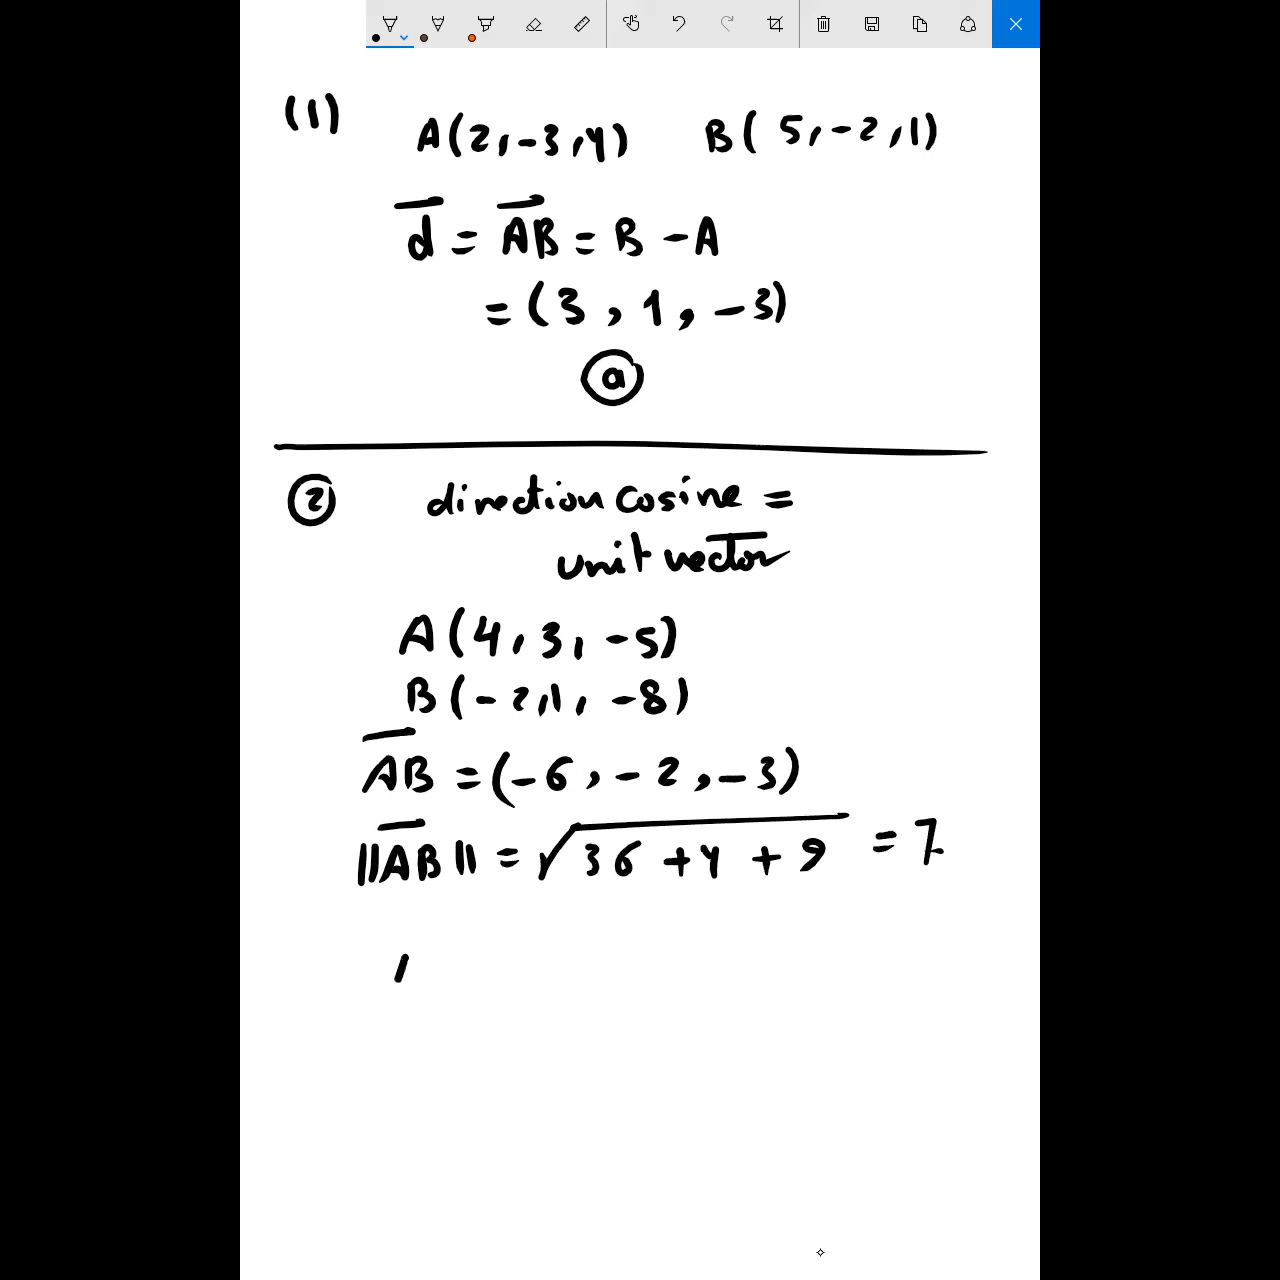 (1)
A(2,-3,4) B(5,-2,1)
d = AB = B - A
= (3, 1, -3)
a
2 direction cosine =
unit vector
A(4, 3, -5)
B(-2,1, -8)
AB = (-6, -2, -3)
||AB|| = √36+4+9 = 7